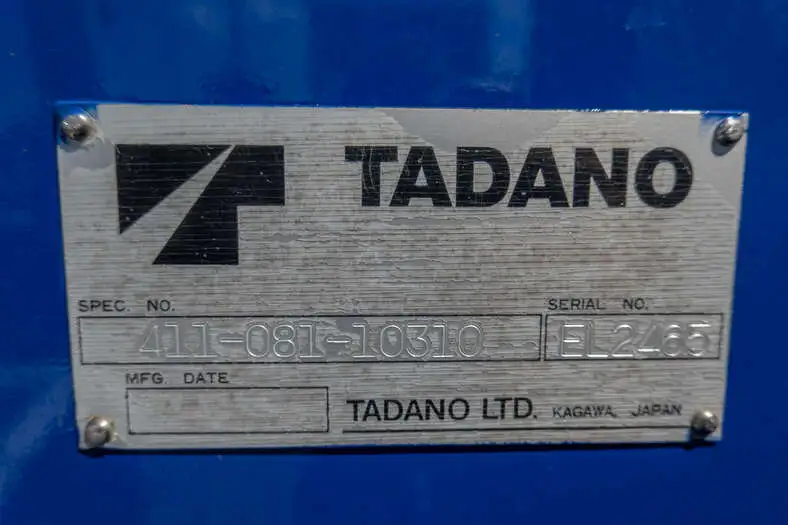 TADANO
SPEC. NO.
SERIAL NO.
411-081-10310
EL2465
MFG. DATE
TADANO LTD. KAGAWA, JAPAN